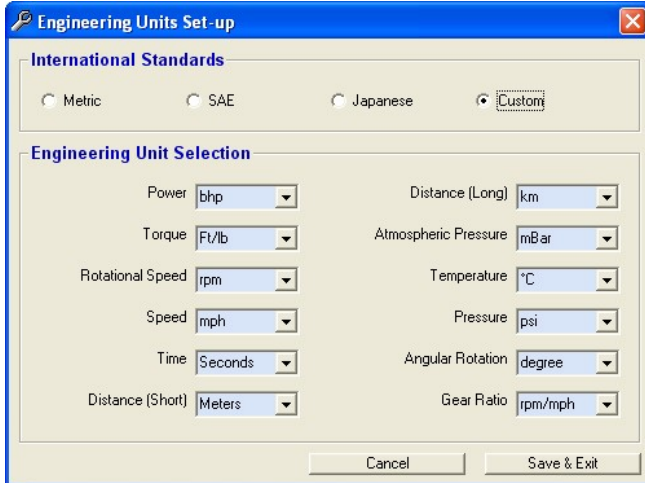 Engineering Units Set-up
International Standards
Metric SAE Japanese Custom
Engineering Unit Selection
Power bhp Distance (Long) km
Torque Ft/lb Atmospheric Pressure mBar
Rotational Speed rpm Temperature °C
Speed mph Pressure psi
Time Seconds Angular Rotation degree
Distance (Short) Meters Gear Ratio rpm/mph
Cancel Save & Exit